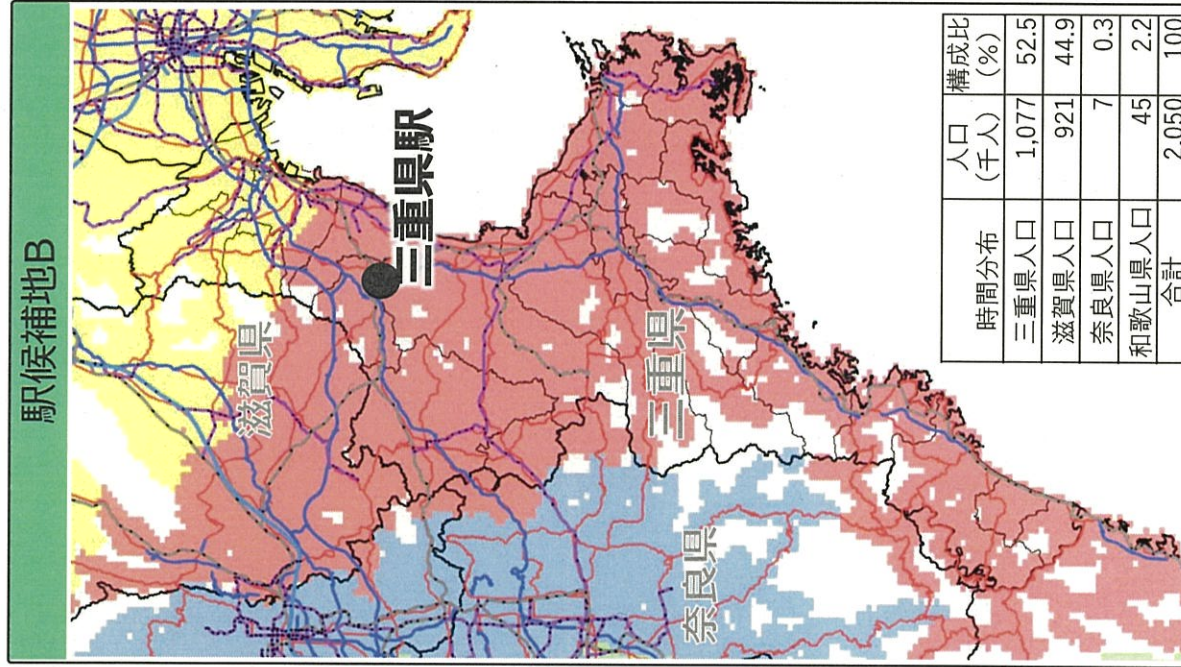 駅侯補地B
滋賀県
三重県駅
三重県
奈良県
時間分布 人口(千人) 構成比(%)
三重県人口 1,077 52.5
滋賀県人口 921 44.9
奈良県人口 7 0.3
和歌山県人口 45 2.2
合計 2,050 100